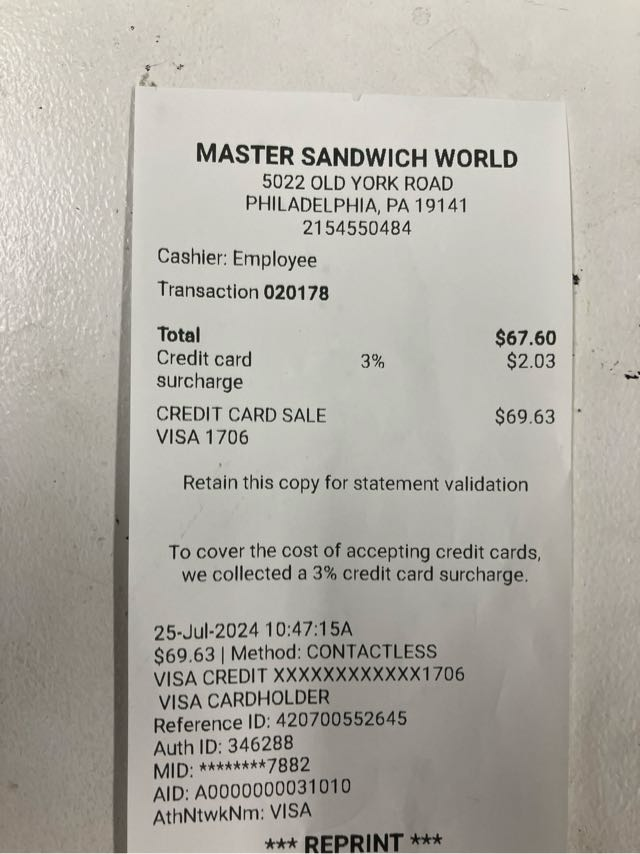 MASTER SANDWICH WORLD
5022 OLD YORK ROAD
PHILADELPHIA, PA 19141
2154550484
Cashier: Employee
Transaction 020178
Total $67.60
Credit card 3% $2.03
surcharge
CREDIT CARD SALE $69.63
VISA 1706
Retain this copy for statement validation
To cover the cost of accepting credit cards,
we collected a 3% credit card surcharge.
25-Jul-2024 10:47:15A
$69.63 | Method: CONTACTLESS
VISA CREDIT XXXXXXXXXXXX1706
VISA CARDHOLDER
Reference ID: 420700552645
Auth ID: 346288
MID: ********7882
AID: A0000000031010
AthNtwkNm: VISA
*** REPRINT ***